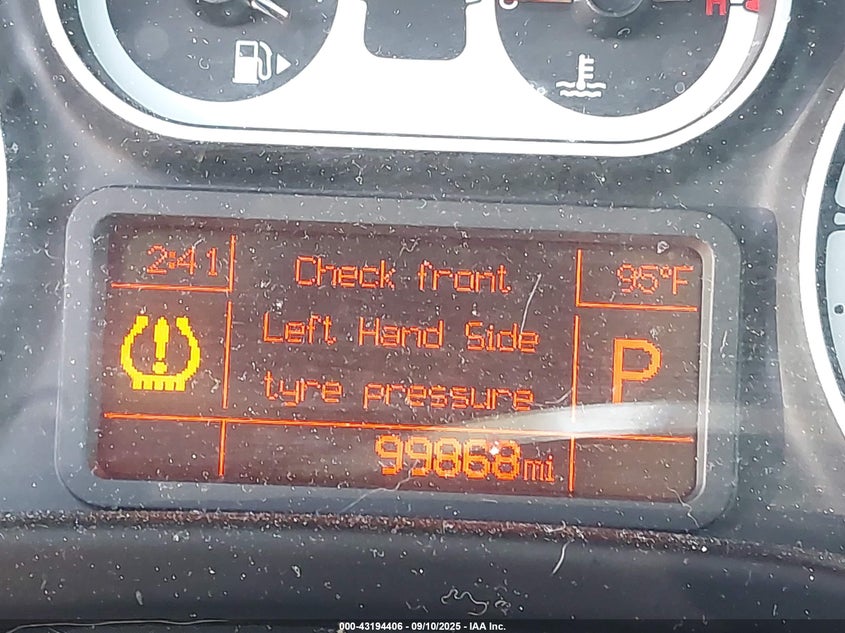 H
2:41
Check front
95°F
Left Hand Side
P
tyre pressure
99868mi
000-43194406 - 09/10/2025 - IAA Inc.